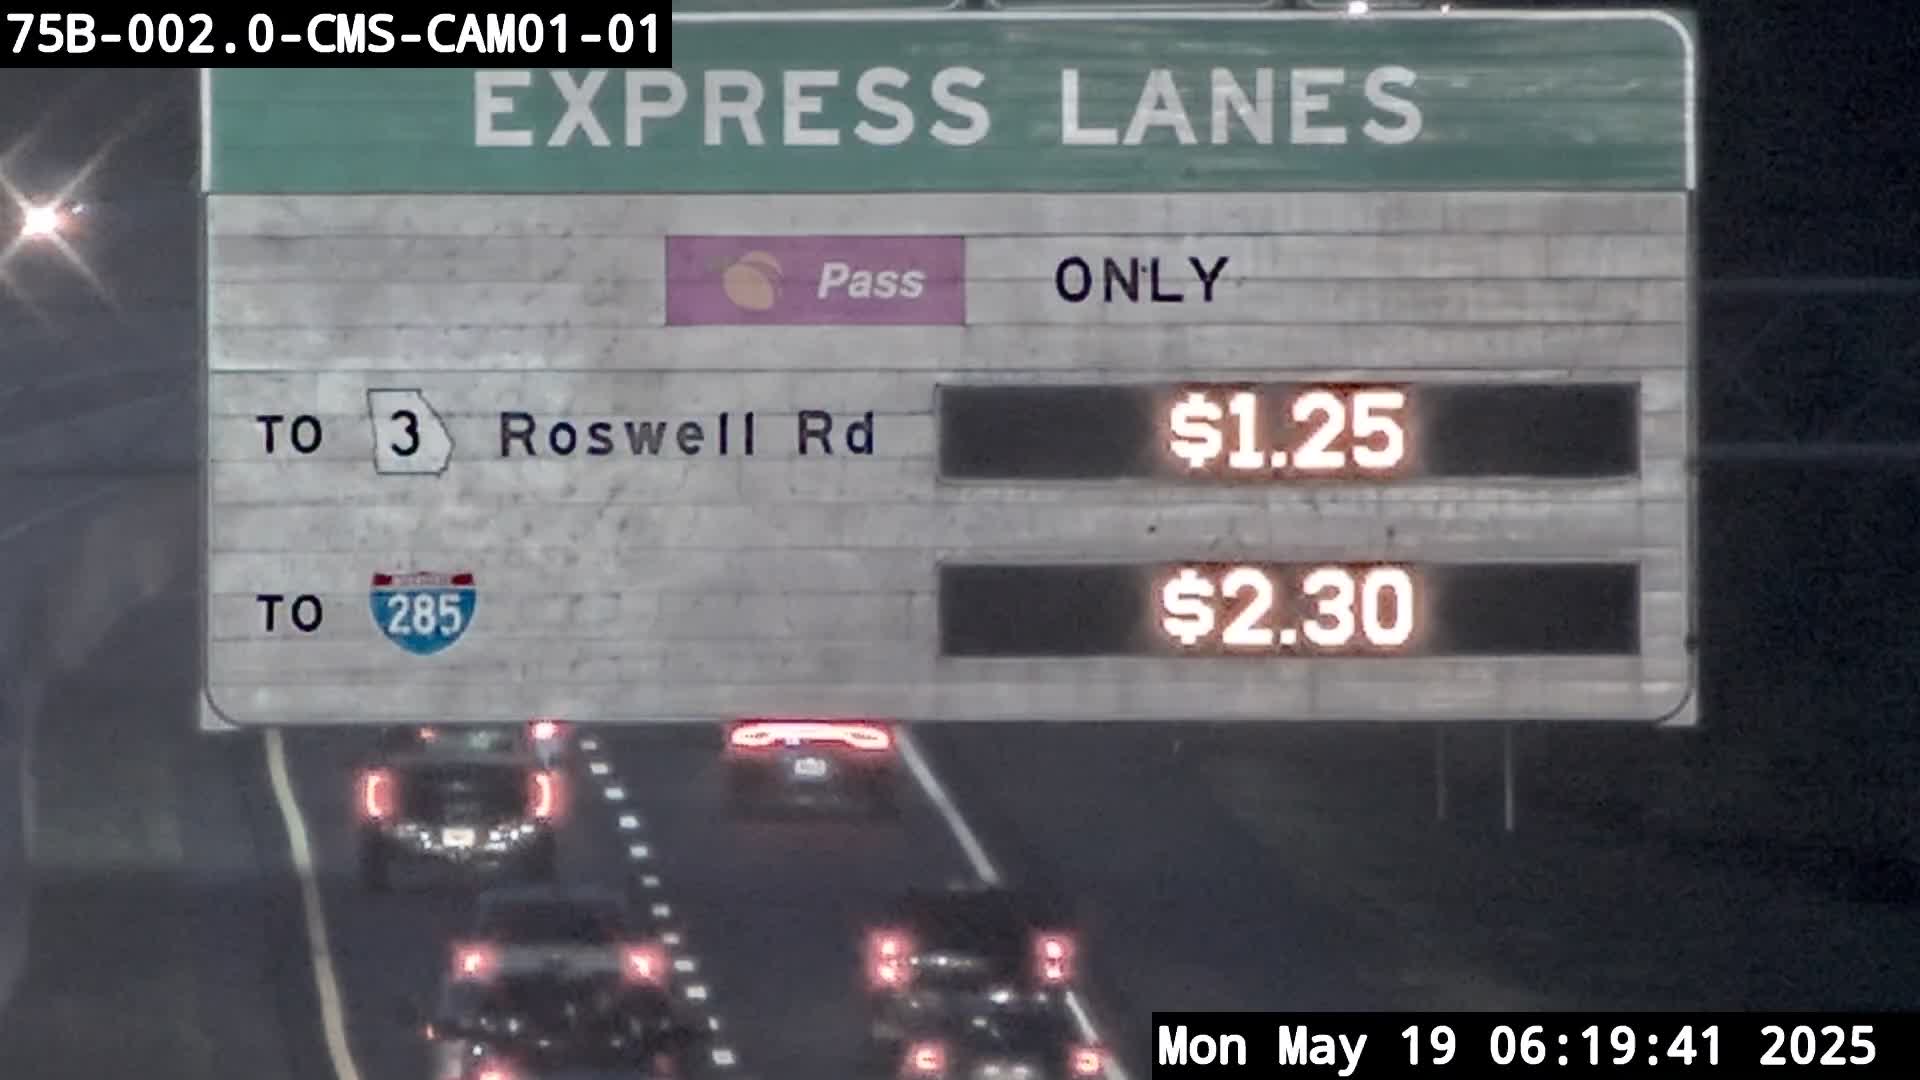 75B-002.0-CMS-CAM01-01
EXPRESS LANES
Pass ONLY
TO 3 Roswell Rd $1.25
TO 285 $2.30
Mon May 19 06:19:41 2025